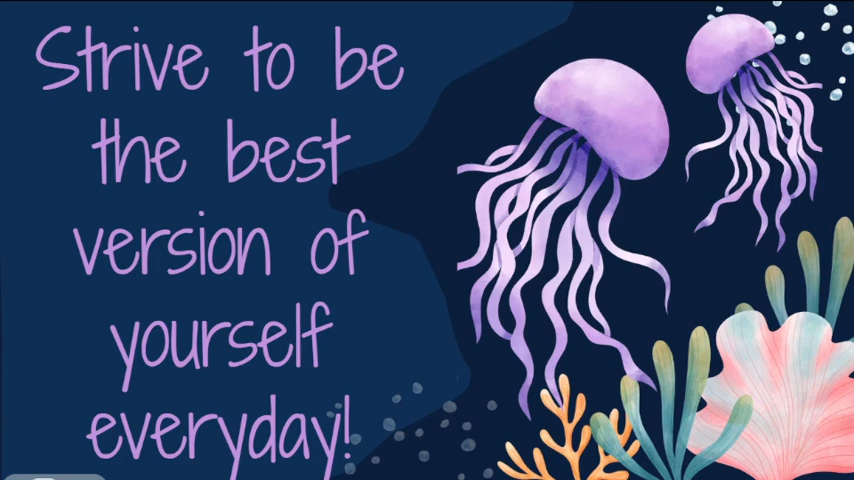 Strive to be
the best
version of
yourself
everyday!